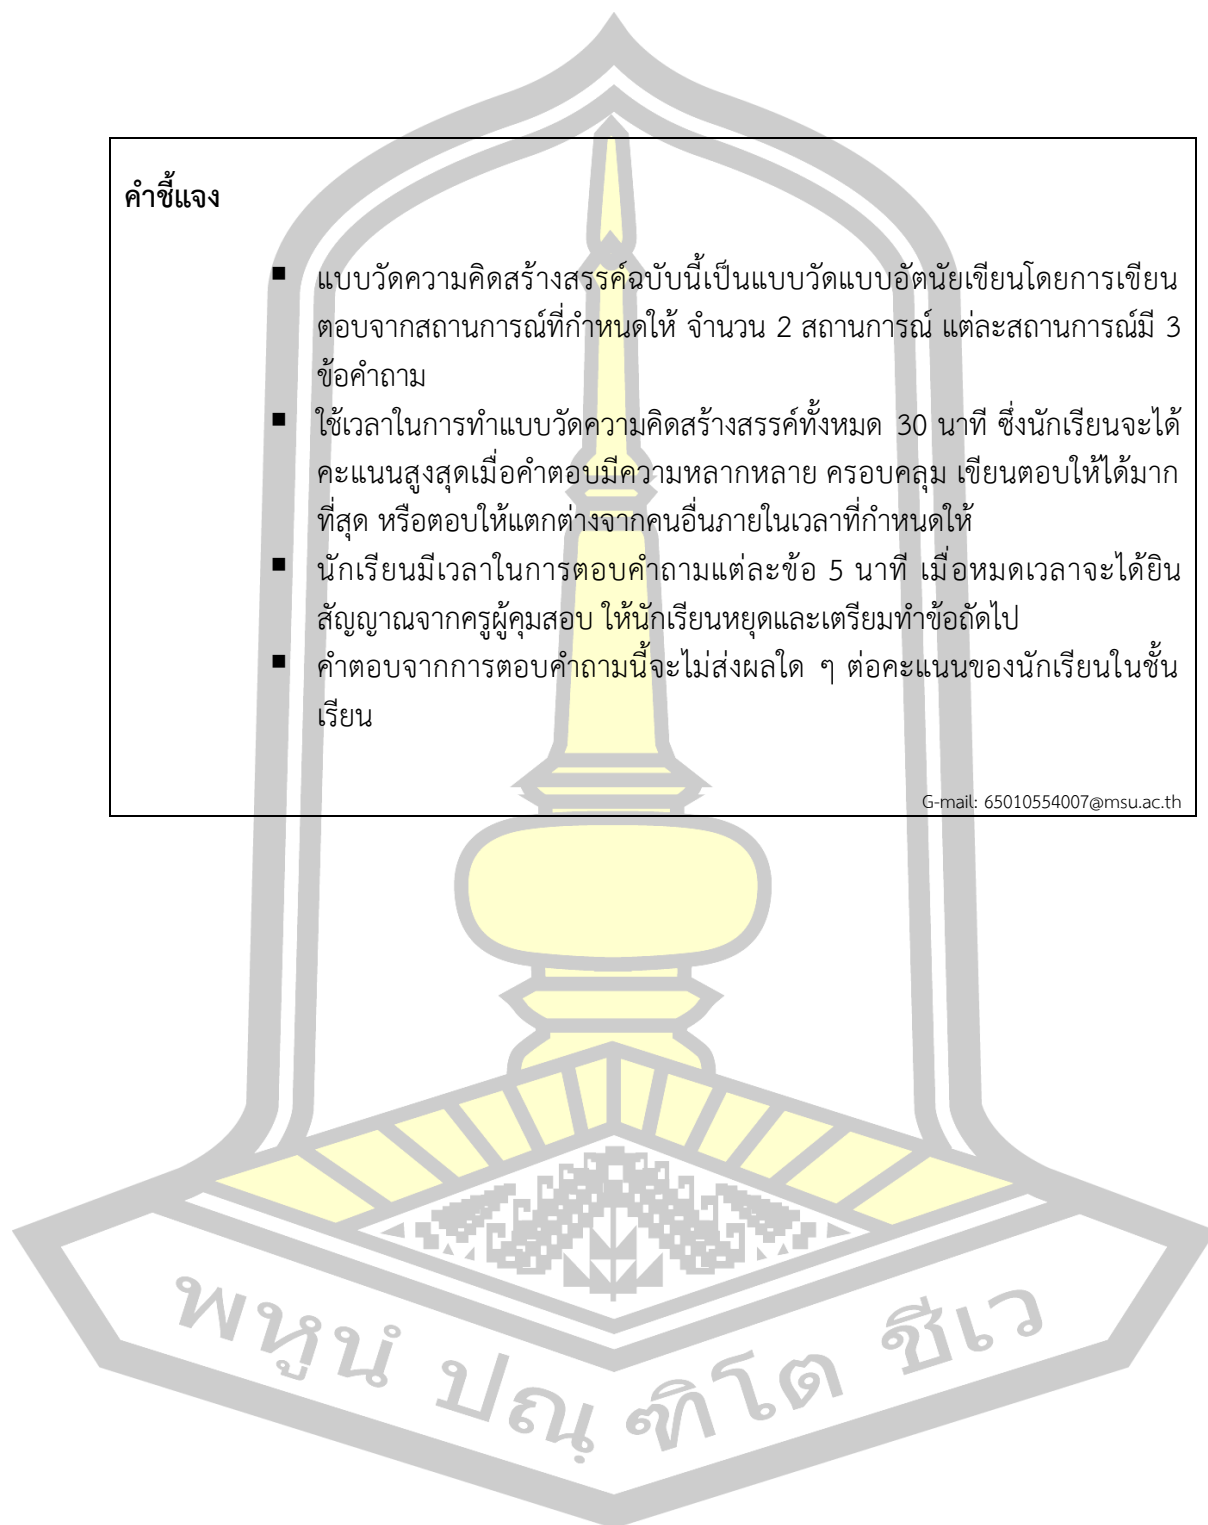 คำชี้แจง
▪ แบบวัดความคิดสร้างสรรค์ฉบับนี้เป็นแบบวัดแบบอัตนัยเขียนโดยการเขียน
ตอบจากสถานการณ์ที่กำหนดให้ จำนวน 2 สถานการณ์ แต่ละสถานการณ์มี 3
ข้อคำถาม
▪ ใช้เวลาในการทำแบบวัดความคิดสร้างสรรค์ทั้งหมด 30 นาที ซึ่งนักเรียนจะได้
คะแนนสูงสุดเมื่อคำตอบมีความหลากหลาย ครอบคลุม เขียนตอบให้ได้มาก
ที่สุด หรือตอบให้แตกต่างจากคนอื่นภายในเวลาที่กำหนดให้
▪ นักเรียนมีเวลาในการตอบคำถามแต่ละข้อ 5 นาที เมื่อหมดเวลาจะได้ยิน
สัญญาณจากครูผู้คุมสอบ ให้นักเรียนหยุดและเตรียมทำข้อถัดไป
▪ คำตอบจากการตอบคำถามนี้จะไม่ส่งผลใด ๆ ต่อคะแนนของนักเรียนในชั้น
เรียน
G-mail: 65010554007@msu.ac.th
พหูนํ ปณฺฑิโต ชีเว